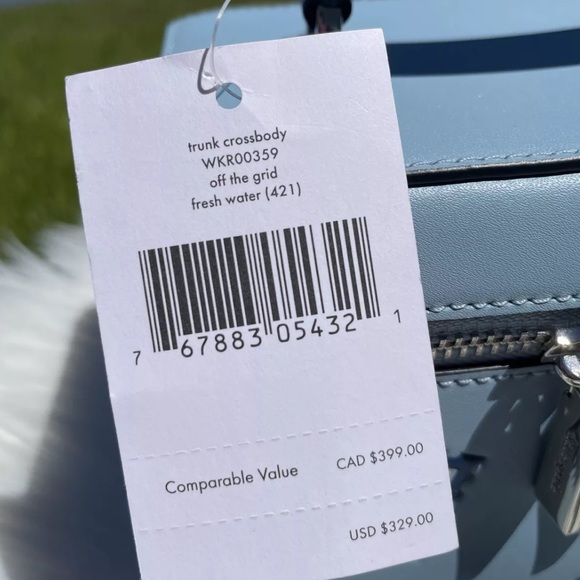 trunk crossbody
WKR00359
off the grid
fresh water (421)
7 67883 05432 1
Comparable Value CAD $399.00
USD $329.00